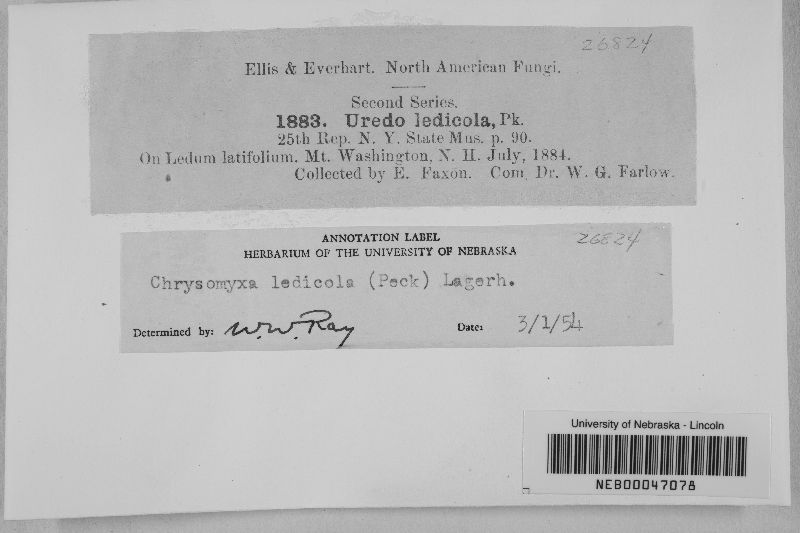 26824
Ellis & Everhart. North American Fungi.
Second Series.
1883. Uredo ledicola, Pk.
25th Rep. N. Y. State Mus. p. 90.
On Ledum latifolium. Mt. Washington, N. H. July, 1884.
Collected by E. Faxon. Com. Dr. W. G. Farlow.
ANNOTATION LABEL
26824
HERBARIUM OF THE UNIVERSITY OF NEBRASKA
Chrysomyxa ledicola (Peck) Lagerh.
Determined by: W.W. Ray Date: 3/1/54
University of Nebraska - Lincoln
NEB00047078